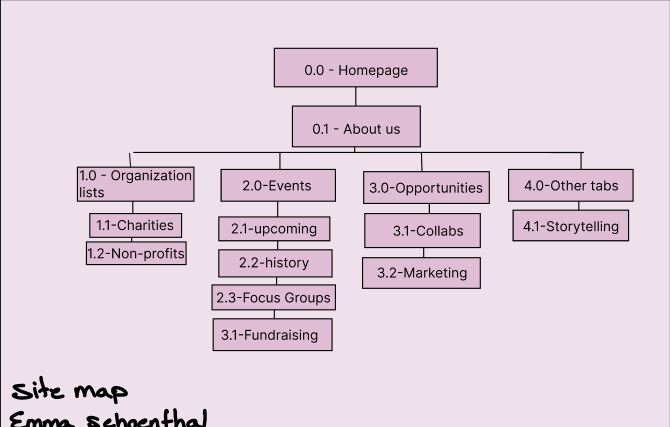 0.0 - Homepage
0.1 - About us
1.0 - Organization
lists
1.1-Charities
1.2-Non-profits
2.0-Events
2.1-upcoming
2.2-history
2.3-Focus Groups
3.1-Fundraising
3.0-Opportunities
3.1-Collabs
3.2-Marketing
4.0-Other tabs
4.1-Storytelling
Site map
Emma Schoenthal